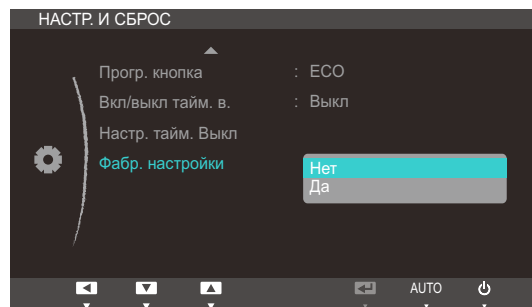 НАСТР. И СБРОС
Прогр. кнопка : ECO
Вкл/выкл тайм. в. : Выкл
Настр. тайм. Выкл
Фабр. настройки
Нет
Да
AUTO